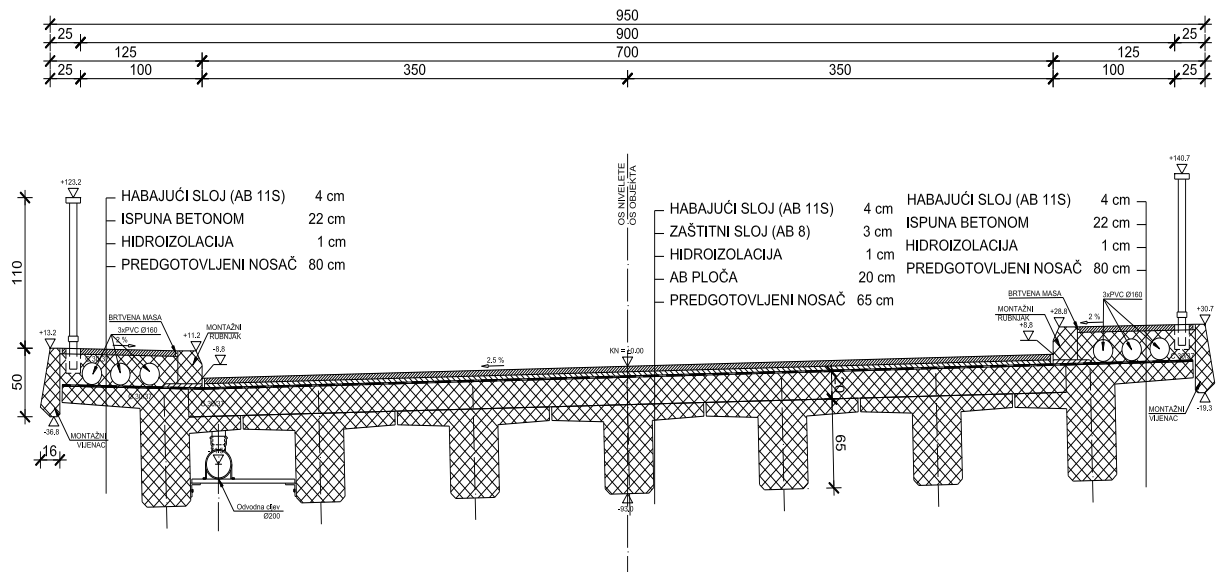 950
25
900
25
125
700
125
25
100
350
350
100
25
OS NIVELETE
OS OBJEKTA
+123.2
+140.7
HABAJUĆI SLOJ (AB 11S) 4 cm
ISPUNA BETONOM 22 cm
HIDROIZOLACIJA 1 cm
PREDGOTOVLJENI NOSAČ 80 cm
HABAJUĆI SLOJ (AB 11S) 4 cm
ZAŠTITNI SLOJ (AB 8) 3 cm
HIDROIZOLACIJA 1 cm
AB PLOČA 20 cm
PREDGOTOVLJENI NOSAČ 65 cm
HABAJUĆI SLOJ (AB 11S) 4 cm
ISPUNA BETONOM 22 cm
HIDROIZOLACIJA 1 cm
PREDGOTOVLJENI NOSAČ 80 cm
110
50
16
BRTVENA MASA
3xPVC Ø160
2 %
MONTAŽNI
RUBNJAK
+13.2
+11.2
-8.8
-36.8
MONTAŽNI
VIJENAC
2,5 %
KN = ±0.00
20
65
-93.0
Odvodna cijev
Ø200
BRTVENA MASA
3xPVC Ø160
MONTAŽNI
RUBNJAK
2 %
+28.8
+30.7
+8.8
-19.3
MONTAŽNI
VIJENAC